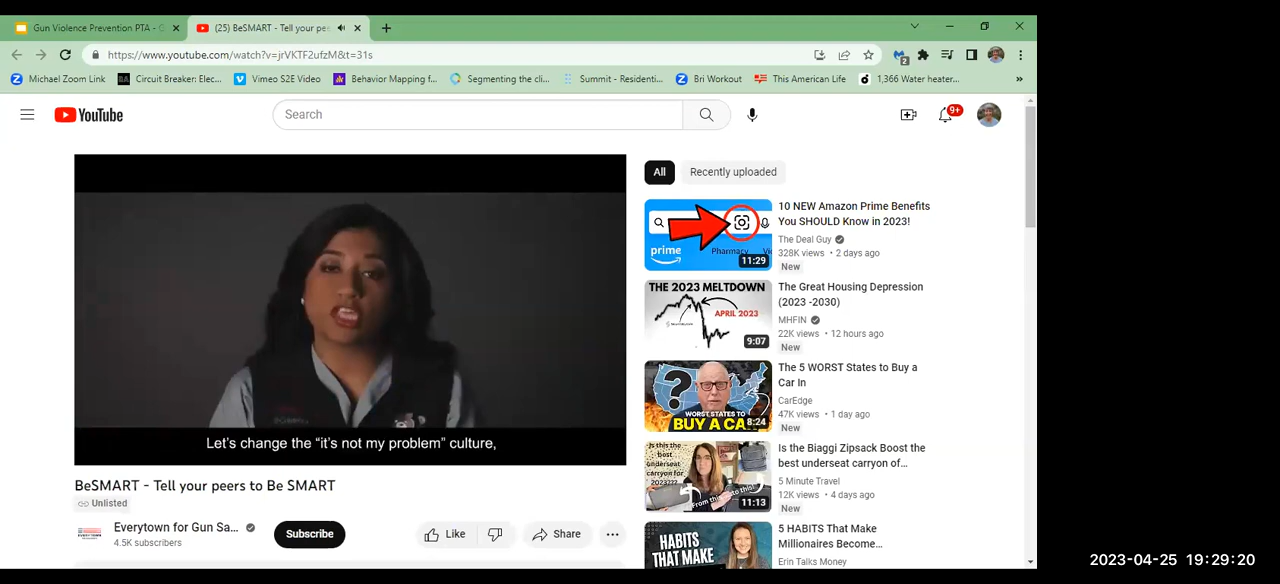 Gun Violence Prevention PTA - G
(25) BeSMART - Tell your peers
https://www.youtube.com/watch?v=jrVKTF2ufzM&t=31s
2
Michael Zoom Link
Circuit Breaker: Elec...
Vimeo S2E Video
Behavior Mapping f...
Segmenting the cli...
Summit - Residenti...
Bri Workout
This American Life
1,366 Water heater...
»
YouTube
Search
9+
All
Recently uploaded
prime
Pharmacy
11:29
10 NEW Amazon Prime Benefits
You SHOULD Know in 2023!
The Deal Guy
328K views • 2 days ago
New
THE 2023 MELTDOWN
APRIL 2023
9:07
The Great Housing Depression
(2023 -2030)
MHFIN
22K views • 12 hours ago
New
WORST STATES TO
BUY A CA
8:24
The 5 WORST States to Buy a
Car In
CarEdge
47K views • 1 day ago
New
Is this the
best
underseat
carryon of
2023???
From this to this!
11:13
Is the Biaggi Zipsack Boost the
best underseat carryon of...
5 Minute Travel
12K views • 4 days ago
New
HABITS
THAT MAKE
5 HABITS That Make
Millionaires Become...
Erin Talks Money
Let's change the "it's not my problem" culture,
BeSMART - Tell your peers to Be SMART
Unlisted
Everytown for Gun Sa...
4.5K subscribers
Subscribe
Like
Share
2023-04-25 19:29:20